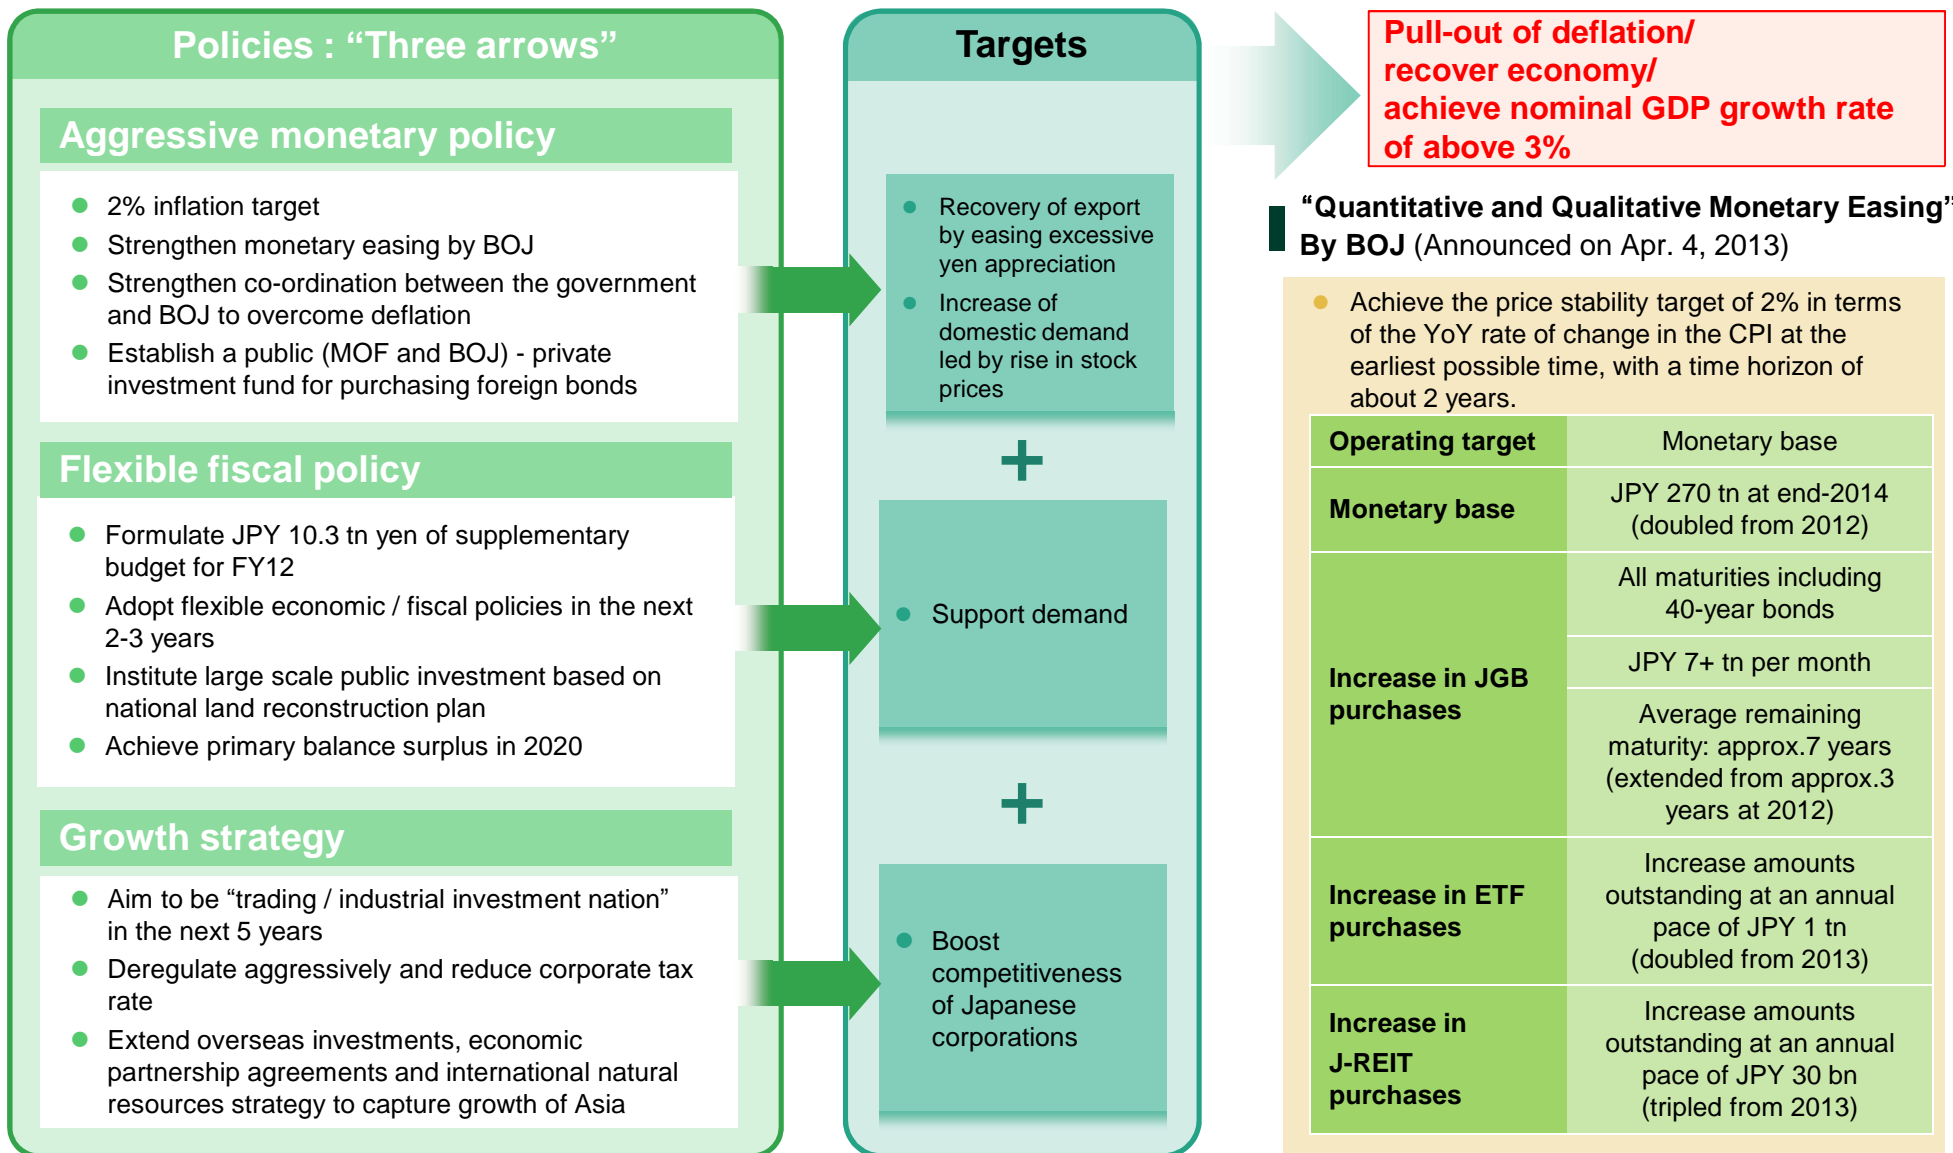 Policies : “Three arrows”
Aggressive monetary policy
2% inflation target
Strengthen monetary easing by BOJ
Strengthen co-ordination between the government
and BOJ to overcome deflation
Establish a public (MOF and BOJ) - private
investment fund for purchasing foreign bonds
Flexible fiscal policy
Formulate JPY 10.3 tn yen of supplementary
budget for FY12
Adopt flexible economic / fiscal policies in the next
2-3 years
Institute large scale public investment based on
national land reconstruction plan
Achieve primary balance surplus in 2020
Growth strategy
Aim to be “trading / industrial investment nation”
in the next 5 years
Deregulate aggressively and reduce corporate tax
rate
Extend overseas investments, economic
partnership agreements and international natural
resources strategy to capture growth of Asia
Targets
Recovery of export
by easing excessive
yen appreciation
Increase of
domestic demand
led by rise in stock
prices
+
Support demand
+
Boost
competitiveness
of Japanese
corporations
Pull-out of deflation/
recover economy/
achieve nominal GDP growth rate
of above 3%
“Quantitative and Qualitative Monetary Easing”
By BOJ (Announced on Apr. 4, 2013)
Achieve the price stability target of 2% in terms
of the YoY rate of change in the CPI at the
earliest possible time, with a time horizon of
about 2 years.
Operating target
Monetary base
Monetary base
JPY 270 tn at end-2014
(doubled from 2012)
Increase in JGB
purchases
All maturities including
40-year bonds
JPY 7+ tn per month
Average remaining
maturity: approx.7 years
(extended from approx.3
years at 2012)
Increase in ETF
purchases
Increase amounts
outstanding at an annual
pace of JPY 1 tn
(doubled from 2013)
Increase in
J-REIT
purchases
Increase amounts
outstanding at an annual
pace of JPY 30 bn
(tripled from 2013)